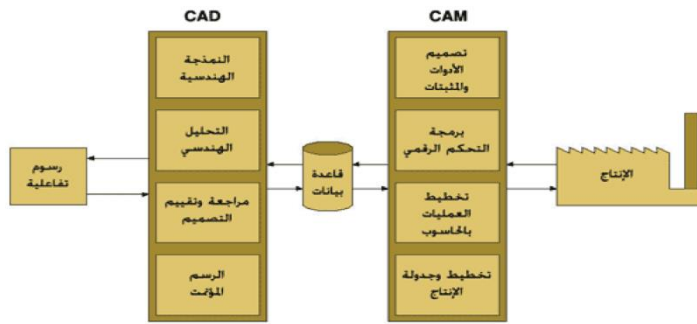 CAD
CAM
النمذجة
الهندسية
التحليل
الهندسي
مراجعة وتقييم
التصميم
الرسم
المؤتمت
رسوم
تفاعلية
قاعدة
بيانات
تصميم
الأدوات
والمثبتات
برمجة
التحكم الرقمي
تخطيط
العمليات
بالحاسوب
تخطيط وجدولة
الإنتاج
الإنتاج